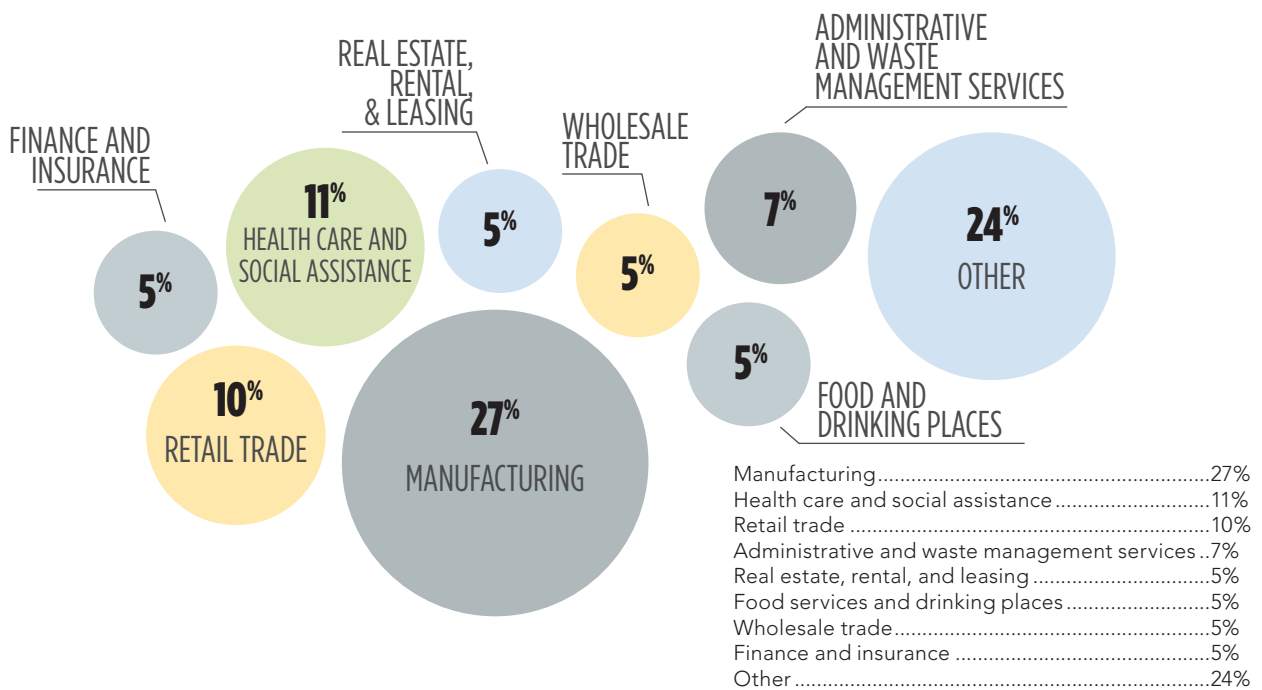 ADMINISTRATIVE
AND WASTE
MANAGEMENT SERVICES
REAL ESTATE,
RENTAL,
& LEASING
WHOLESALE
TRADE
FINANCE AND
INSURANCE
11%
HEALTH CARE AND
SOCIAL ASSISTANCE
5%
7%
24%
OTHER
5%
5%
5%
10%
RETAIL TRADE
27%
MANUFACTURING
FOOD AND
DRINKING PLACES
Manufacturing..........................................................27%
Health care and social assistance...........................11%
Retail trade ..............................................................10%
Administrative and waste management services..7%
Real estate, rental, and leasing ...............................5%
Food services and drinking places.........................5%
Wholesale trade.......................................................5%
Finance and insurance ............................................5%
Other........................................................................24%